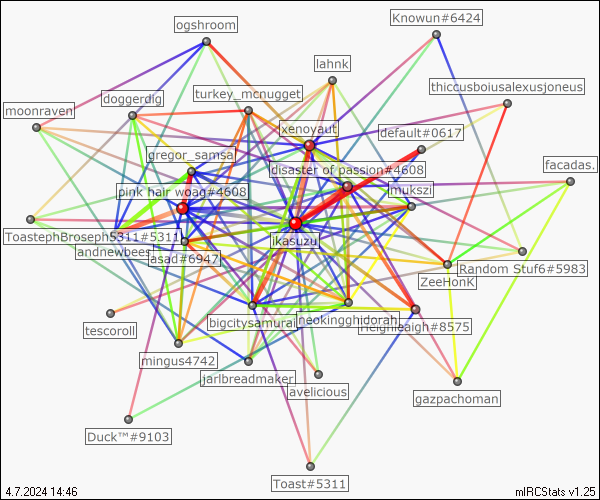 ogshroom
Knowun#6424
lahnk
thiccusboiusalexusjoneus
doggerdig
turkey_mcnugget
moonraven
xenoyaut
default#0617
gregor_samsa
disaster of passion#4608
facadas.
pink hair woag#4608
mukszi
ToastephBroseph5311#5311
ikasuzu
andnewbees
asad#6947
Random Stuf6#5983
ZeeHonK
bigcitysamurai
neokingghidorah
#8575
tescoroll
mingus4742
jarlbreadmaker
avelicious
gazpachoman
Duck™#9103
Toast#5311
4.7.2024 14:46
mIRCStats v1.25